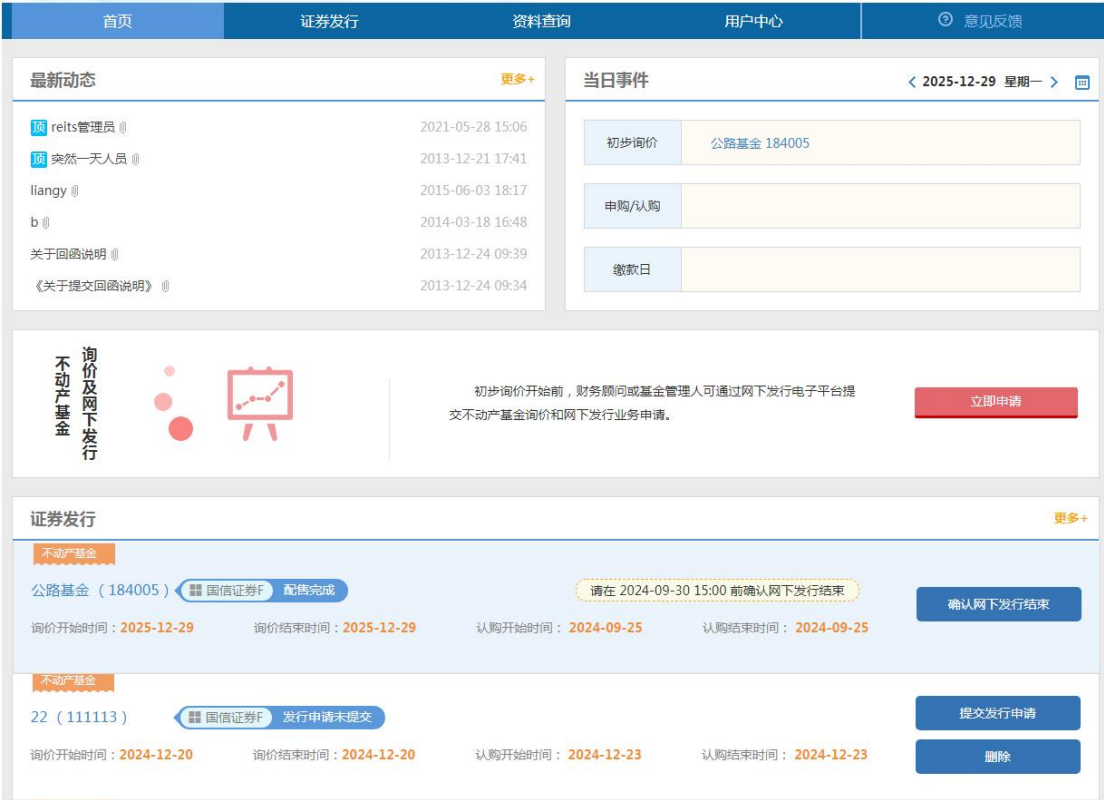 首页 证券发行 资料查询 用户中心 意见反馈
最新动态 更多+
顶 reits管理员 2021-05-28 15:06
顶 突然一天人员 2013-12-21 17:41
liangy 2015-06-03 18:17
b 2014-03-18 16:48
关于回函说明 2013-12-24 09:39
《关于提交回函说明》 2013-12-24 09:34
当日事件 2025-12-29 星期一
初步询价 公路基金 184005
申购/认购
缴款日
不动产基金
询价及网下发行
初步询价开始前，财务顾问或基金管理人可通过网下发行电子平台提
交不动产基金询价和网下发行业务申请。
立即申请
证券发行 更多+
不动产基金
公路基金 （184005） 国信证券F 配售完成 请在 2024-09-30 15:00 前确认网下发行结束 确认网下发行结束
询价开始时间：2025-12-29 询价结束时间：2025-12-29 认购开始时间： 2024-09-25 认购结束时间： 2024-09-25
不动产基金
22 （111113） 国信证券F 发行申请未提交 提交发行申请
询价开始时间：2024-12-20 询价结束时间：2024-12-20 认购开始时间： 2024-12-23 认购结束时间： 2024-12-23 删除